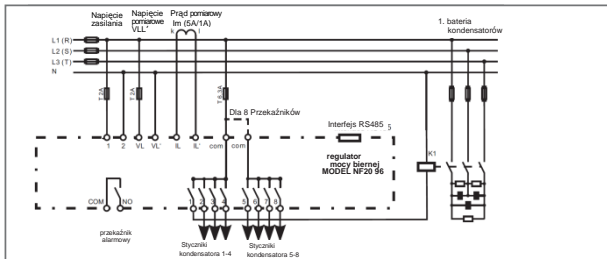 Napięcie
zasilania
Napięcie
pomiarowe
VLL'
Prąd pomiarowy
Im (5A/1A)
k l
1. bateria
kondensatorów
L1 (R)
L2 (S)
L3 (T)
N
T 2A
T 2A
T 6.3A
Dla 8 Przekaźników
Interfejs RS485
1 2 VL VL' IL IL' com com
regulator
mocy biernej
MODEL NF20 96
K1
COM NO
1 2 3 4 5 6 7 8
przekaźnik
alarmowy
Styczniki
kondensatora 1-4
Styczniki
kondensatora 5-8